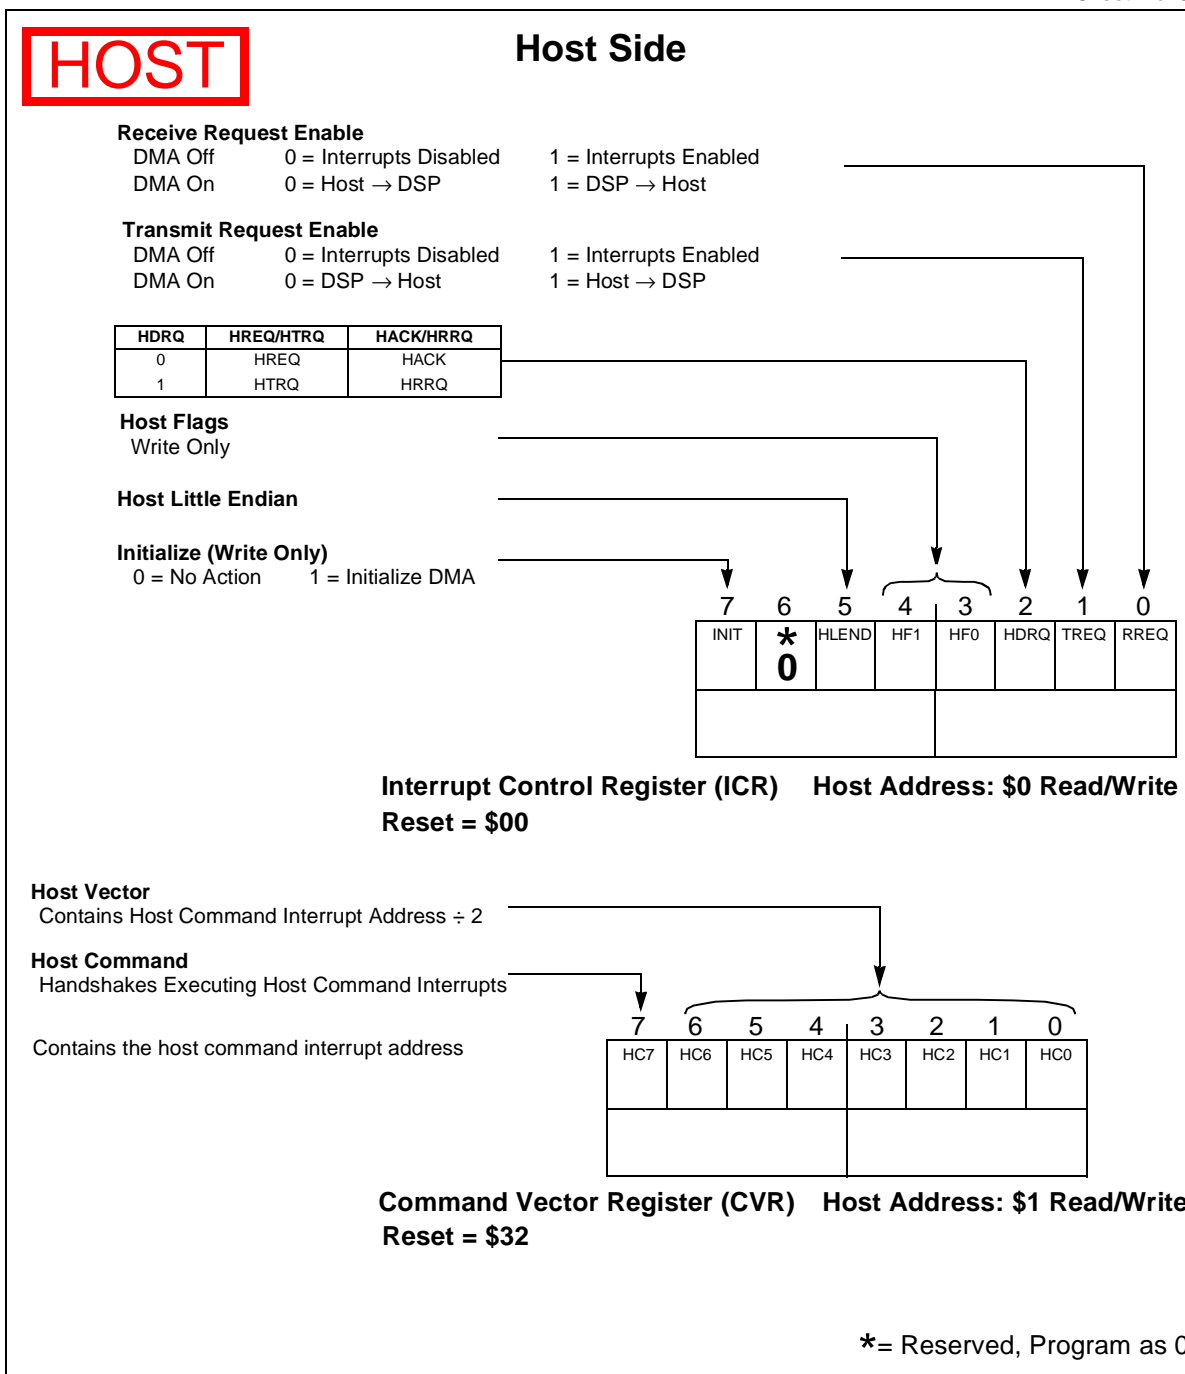 HOST
Host Side
Receive Request Enable
DMA Off 0 = Interrupts Disabled 1 = Interrupts Enabled
DMA On 0 = Host → DSP 1 = DSP → Host
Transmit Request Enable
DMA Off 0 = Interrupts Disabled 1 = Interrupts Enabled
DMA On 0 = DSP → Host 1 = Host → DSP
HDRQ HREQ/HTRQ HACK/HRRQ
0 HREQ HACK
1 HTRQ HRRQ
Host Flags
Write Only
Host Little Endian
Initialize (Write Only)
0 = No Action 1 = Initialize DMA
7 6 5 4 3 2 1 0
INIT * HLEND HF1 HF0 HDRQ TREQ RREQ
0
Interrupt Control Register (ICR) Host Address: $0 Read/Write
Reset = $00
Host Vector
Contains Host Command Interrupt Address ÷ 2
Host Command
Handshakes Executing Host Command Interrupts
7 6 5 4 3 2 1 0
Contains the host command interrupt address
HC7 HC6 HC5 HC4 HC3 HC2 HC1 HC0
Command Vector Register (CVR) Host Address: $1 Read/Write
Reset = $32
*= Reserved, Program as 0